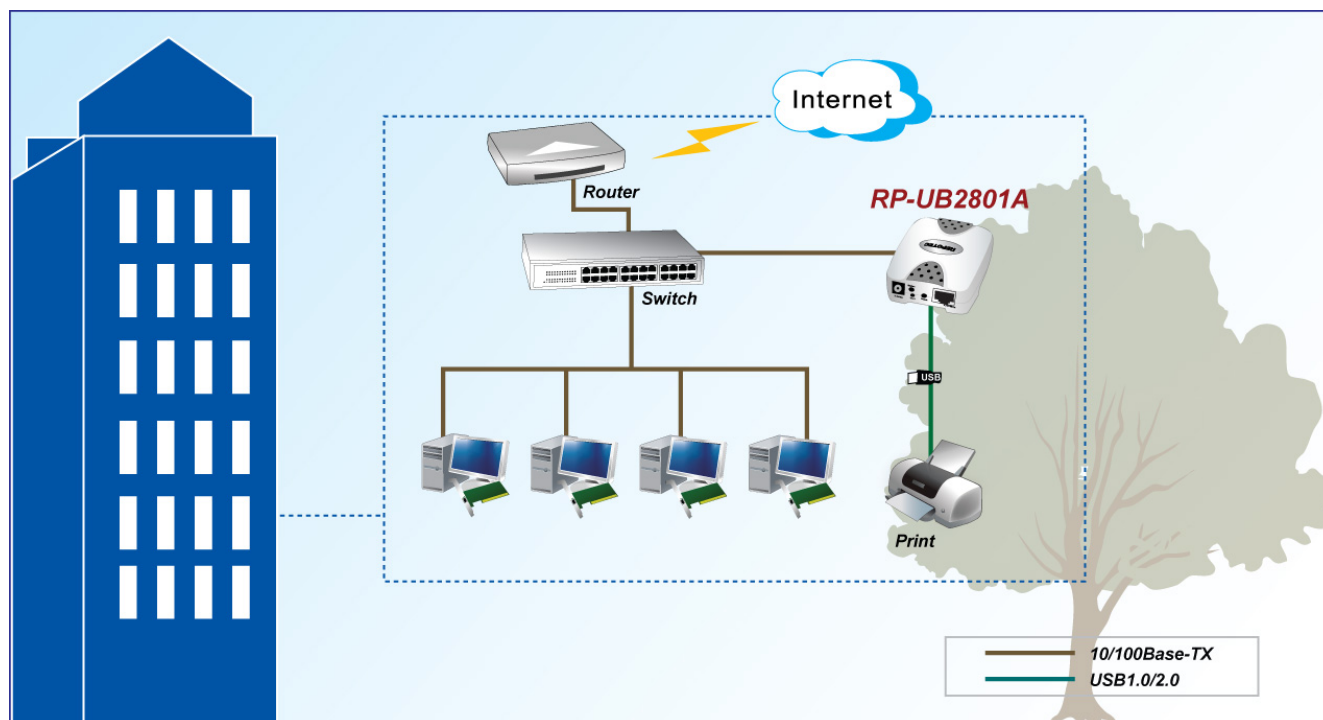 Internet
Router
RP-UB2801A
Switch
USB
Print
10/100Base-TX
USB1.0/2.0